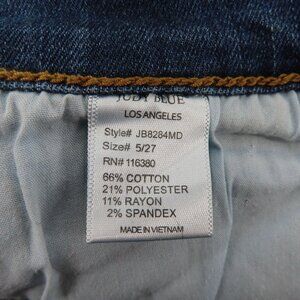 JUDY BLUE
LOS ANGELES
Style# JB8284MD
Size# 5/27
RN# 116380
66% COTTON
21% POLYESTER
11% RAYON
2% SPANDEX
MADE IN VIETNAM